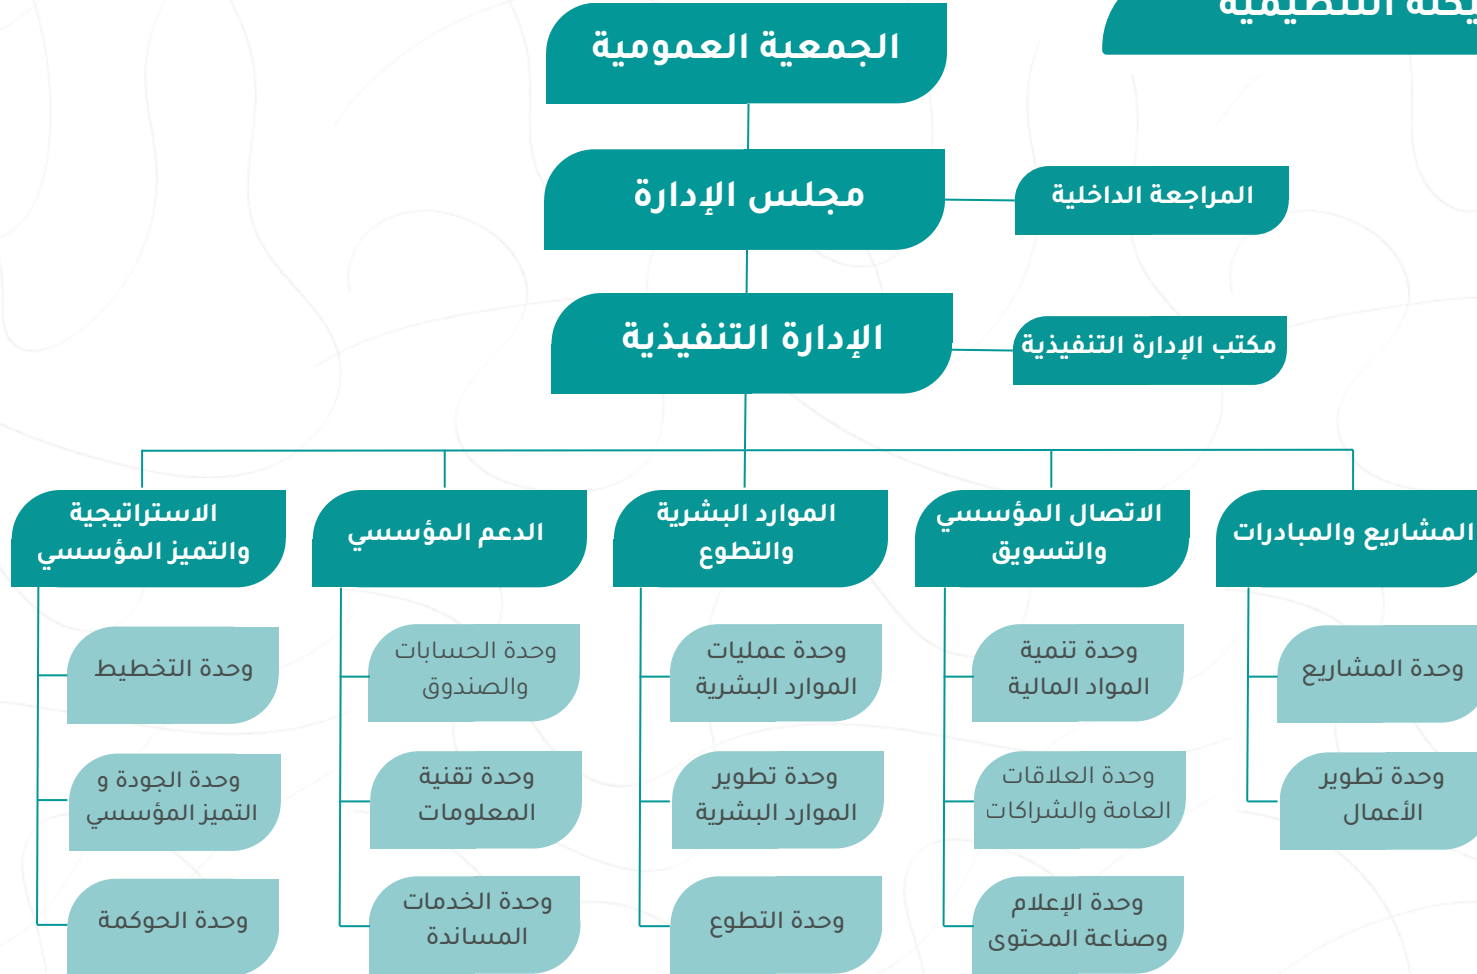 التنظيمية
الجمعية العمومية
مجلس الإدارة
المراجعة الداخلية
الإدارة التنفيذية
مكتب الإدارة التنفيذية
المشاريع والمبادرات
وحدة المشاريع
وحدة تطوير
الأعمال
الاتصال المؤسسي
والتسويق
وحدة تنمية
المواد المالية
وحدة العلاقات
العامة والشراكات
وحدة الإعلام
وصناعة المحتوى
الموارد البشرية
والتطوع
وحدة عمليات
الموارد البشرية
وحدة تطوير
الموارد البشرية
وحدة التطوع
الدعم المؤسسي
وحدة الحسابات
والصندوق
وحدة تقنية
المعلومات
وحدة الخدمات
المساندة
الاستراتيجية
والتميز المؤسسي
وحدة التخطيط
وحدة الجودة و
التميز المؤسسي
وحدة الحوكمة